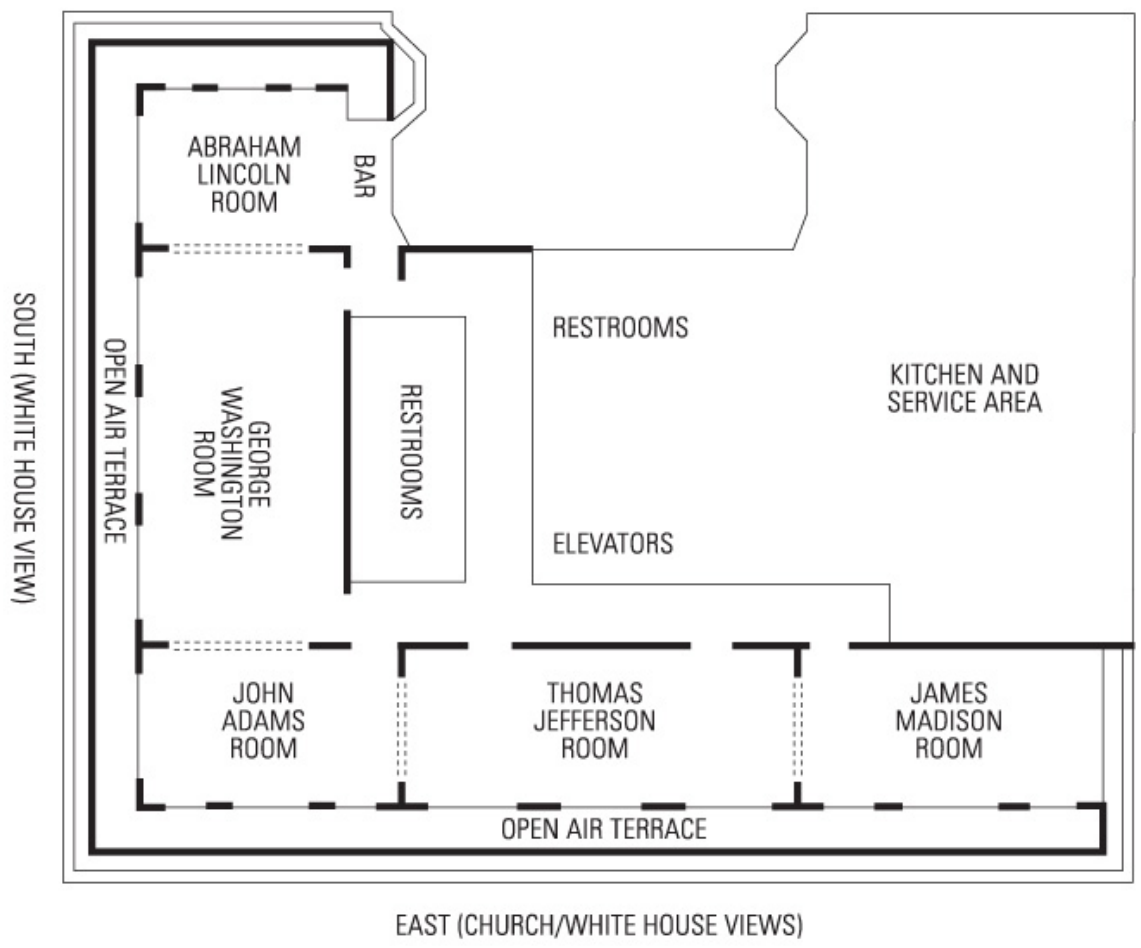 ABRAHAM
LINCOLN
ROOM
BAR
SOUTH (WHITE HOUSE VIEW)
OPEN AIR TERRACE
GEORGE
WASHINGTON
ROOM
RESTROOMS
RESTROOMS
KITCHEN AND
SERVICE AREA
ELEVATORS
JOHN
ADAMS
ROOM
THOMAS
JEFFERSON
ROOM
JAMES
MADISON
ROOM
OPEN AIR TERRACE
EAST (CHURCH/WHITE HOUSE VIEWS)